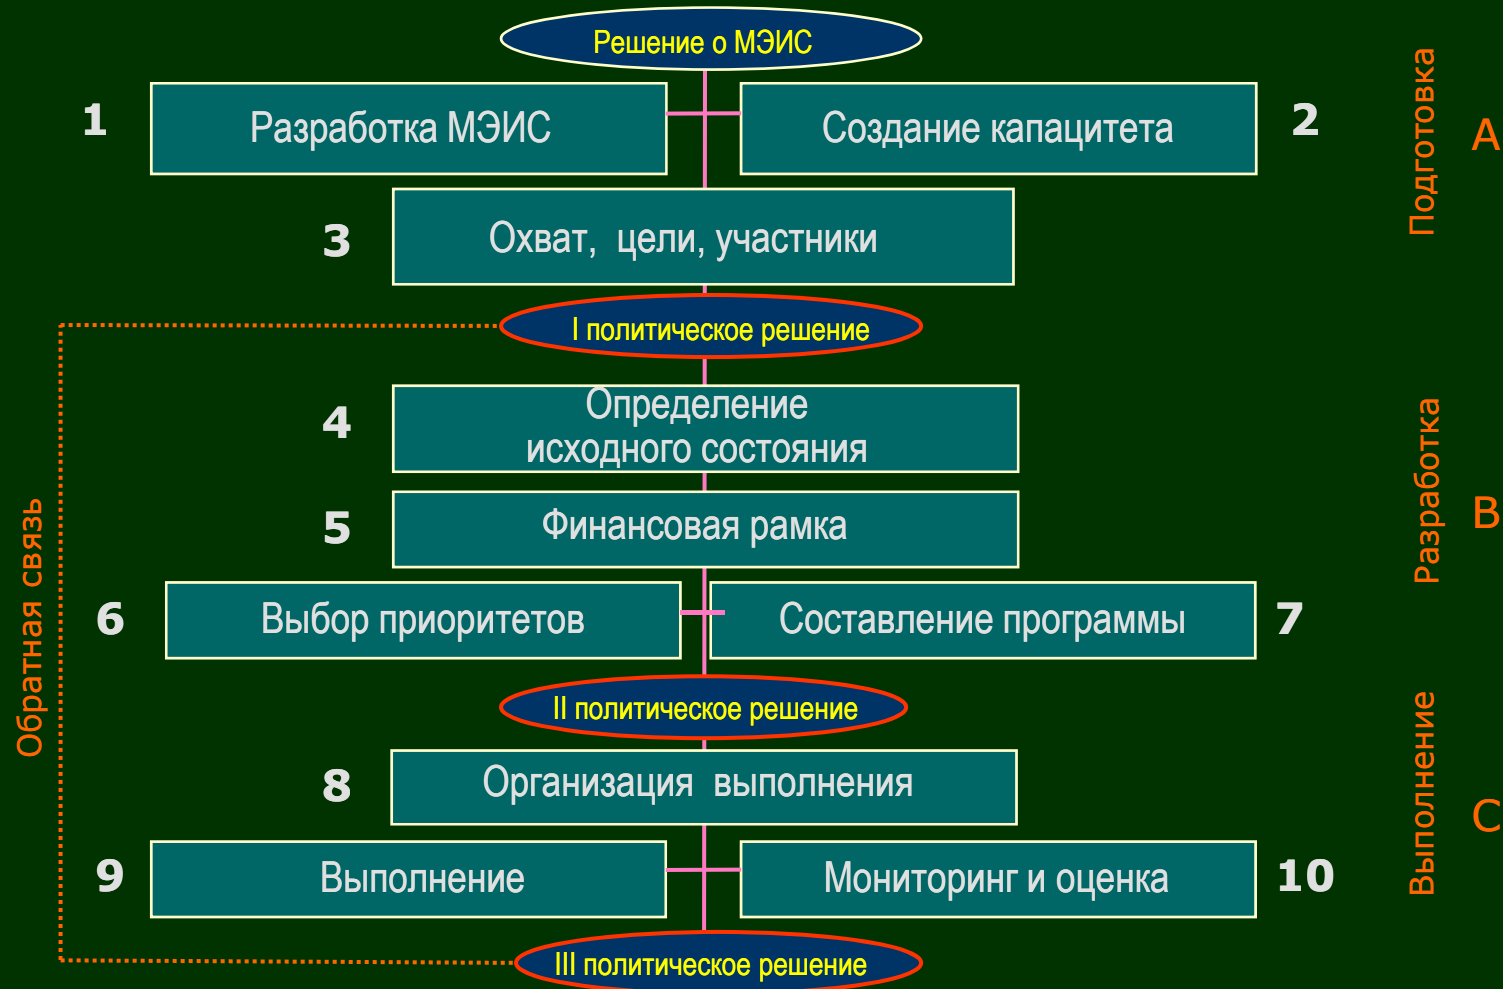 Решение о МЭИС
1
Разработка МЭИС
Создание капацитета
2
Подготовка
А
3
Охват, цели, участники
I политическое решение
4
Определение
исходного состояния
5
Финансовая рамка
Разработка
В
6
Выбор приоритетов
Составление программы
7
Обратная связь
II политическое решение
8
Организация выполнения
Выполнение
С
9
Выполнение
Мониторинг и оценка
10
III политическое решение